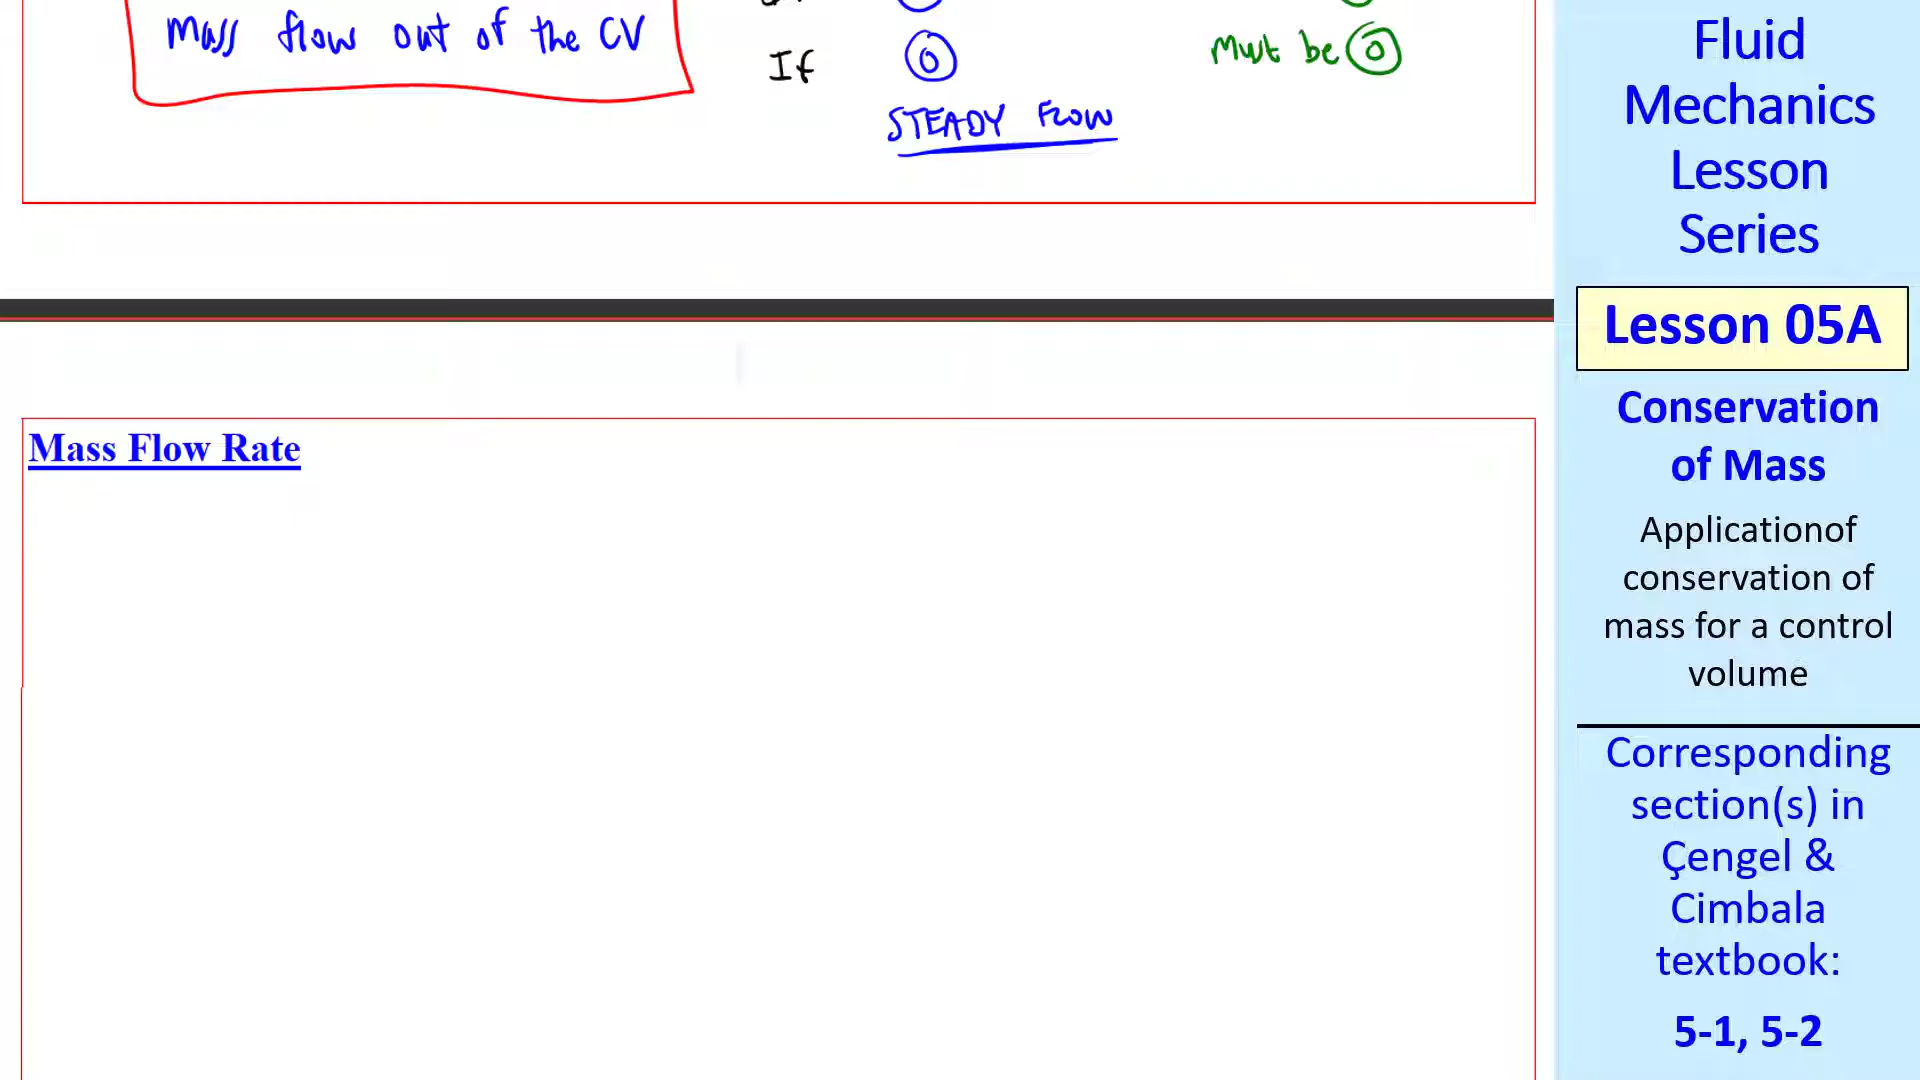 Mass flow out of the CV
If 0 Must be 0
STEADY FLOW
Mass Flow Rate
Fluid
Mechanics
Lesson
Series
Lesson 05A
Conservation
of Mass
Applicationof
conservation of
mass for a control
volume
Corresponding
section(s) in
Çengel &
Cimbala
textbook:
5-1, 5-2